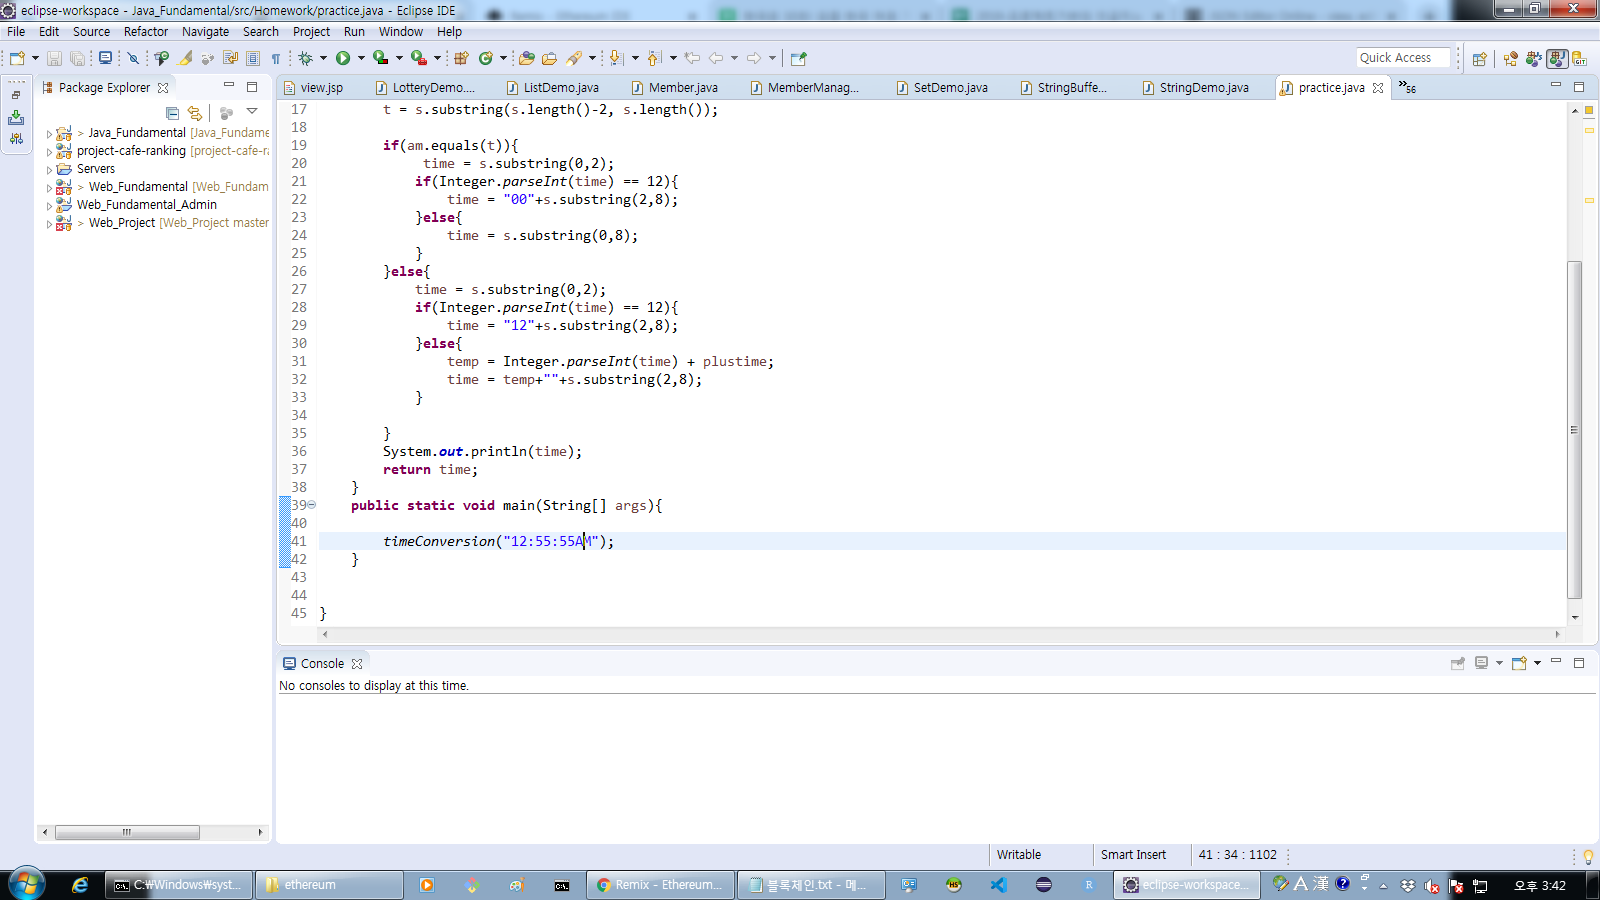 eclipse-workspace - Java_Fundamental/src/Homework/practice.java - Eclipse IDE
File Edit Source Refactor Navigate Search Project Run Window Help
Quick Access
Package Explorer
view.jsp LotteryDemo.... ListDemo.java Member.java MemberManag... SetDemo.java StringBuffe... StringDemo.java practice.java »56
> Java_Fundamental [Java_Fundame
project-cafe-ranking [project-cafe-ra
Servers
> Web_Fundamental [Web_Fundam
Web_Fundamental_Admin
> Web_Project [Web_Project master
17 t = s.substring(s.length()-2, s.length());
18
19 if(am.equals(t)){
20 time = s.substring(0,2);
21 if(Integer.parseInt(time) == 12){
22 time = "00"+s.substring(2,8);
23 }else{
24 time = s.substring(0,8);
25 }
26 }else{
27 time = s.substring(0,2);
28 if(Integer.parseInt(time) == 12){
29 time = "12"+s.substring(2,8);
30 }else{
31 temp = Integer.parseInt(time) + plustime;
32 time = temp+""+s.substring(2,8);
33 }
34
35 }
36 System.out.println(time);
37 return time;
38 }
39 public static void main(String[] args){
40
41 timeConversion("12:55:55AM");
42 }
43
44
45 }
Console
No consoles to display at this time.
Writable Smart Insert 41 : 34 : 1102
C:₩Windows₩syst... ethereum Remix - Ethereum... 블록체인.txt - 메... eclipse-workspace... A 漢 오후 3:42